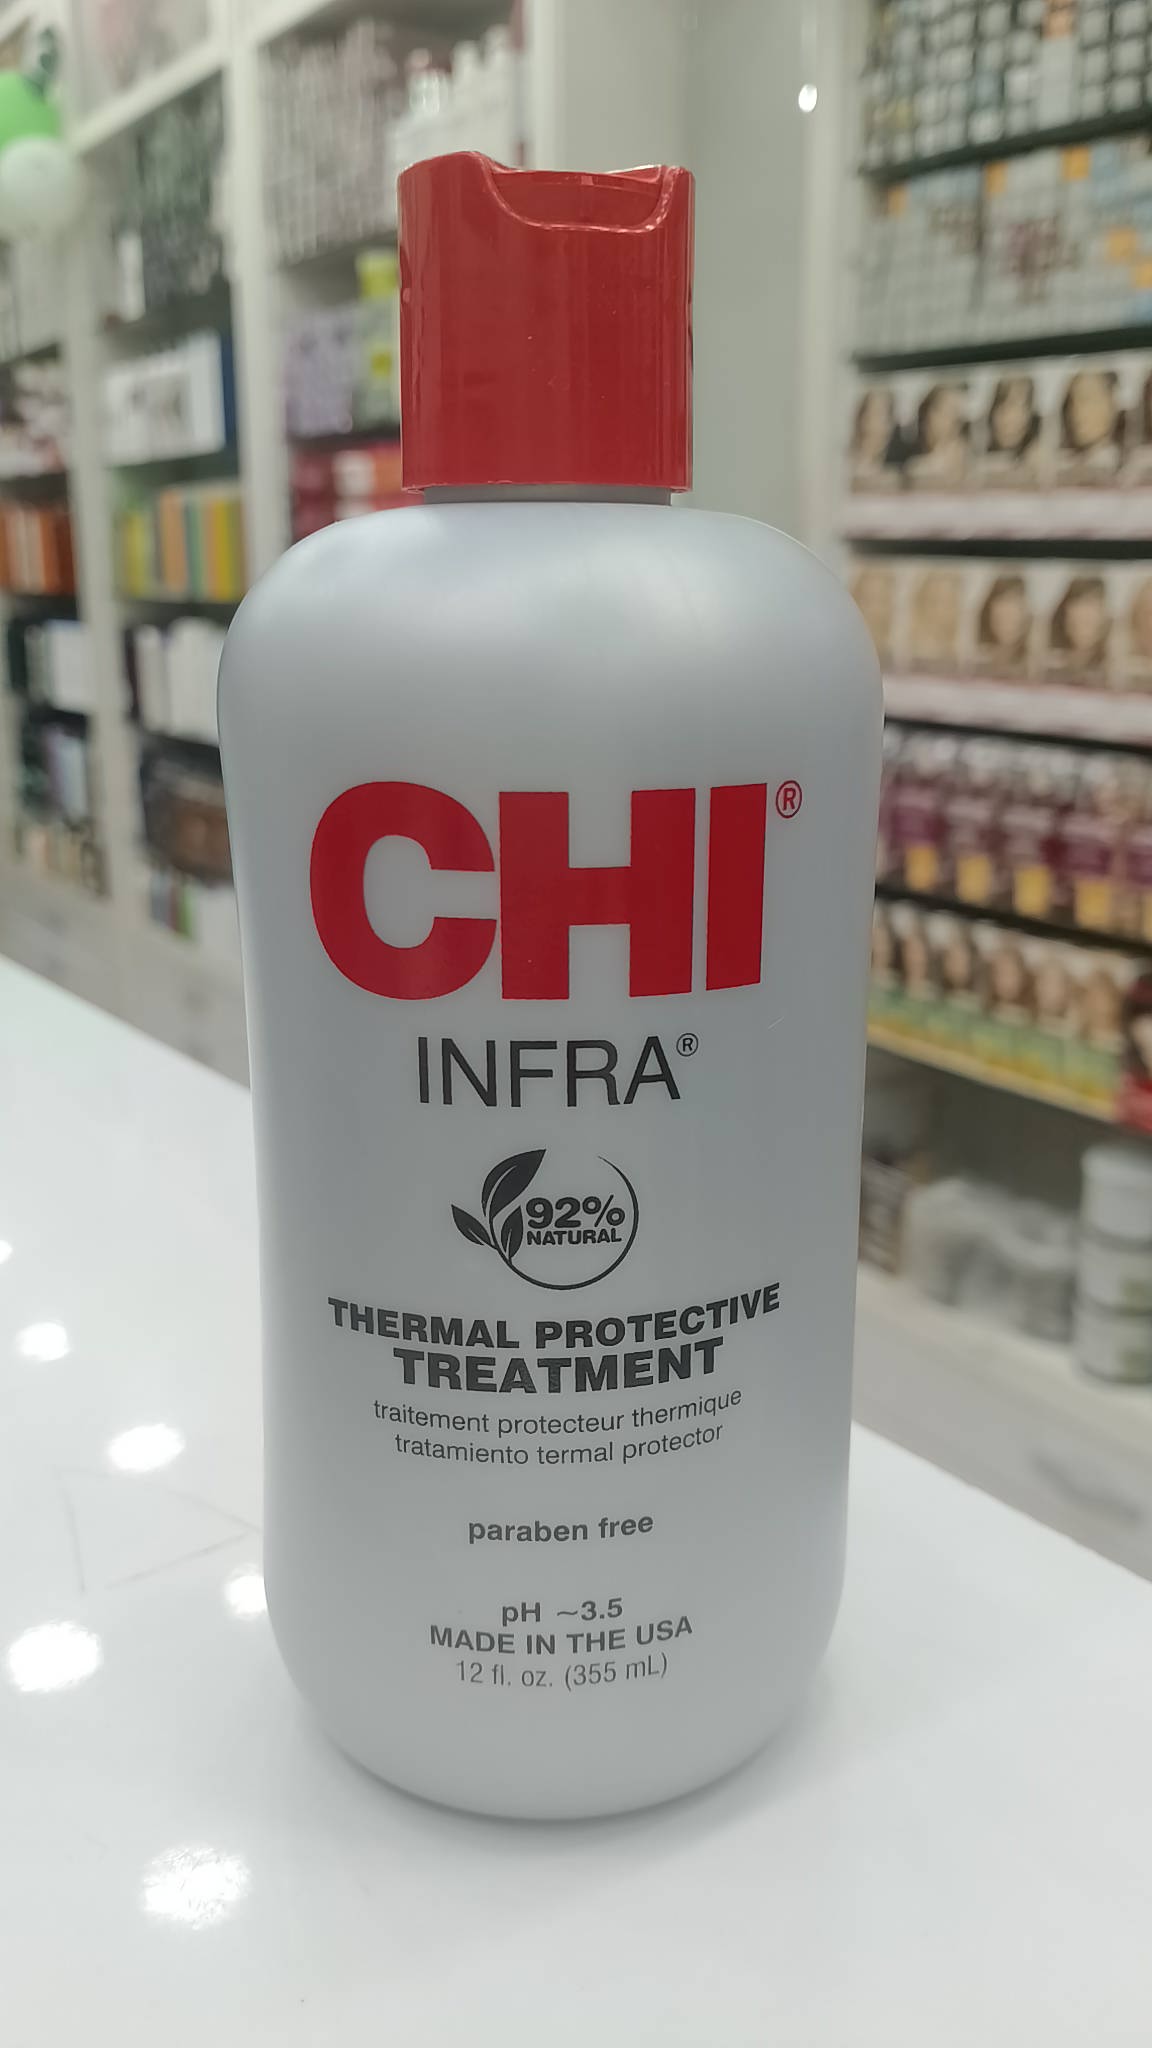 CHI®
INFRA®
92%
NATURAL
THERMAL PROTECTIVE
TREATMENT
traitement protecteur thermique
tratamiento termal protector
paraben free
pH ~3.5
MADE IN THE USA
12 fl. oz. (355 mL)